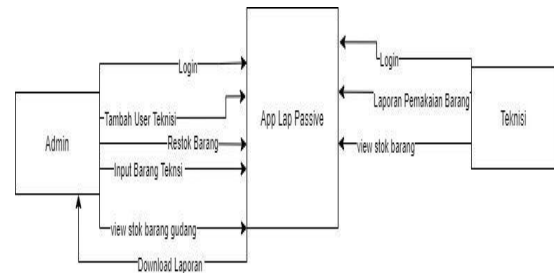 Login
Tambah User Teknisi
Restok Barang
Input Barang Teknsi
view stok barang gudang
Download Laporan
Admin
App Lap Passive
Login
Laporan Pemakaian Barang
view stok barang
Teknisi